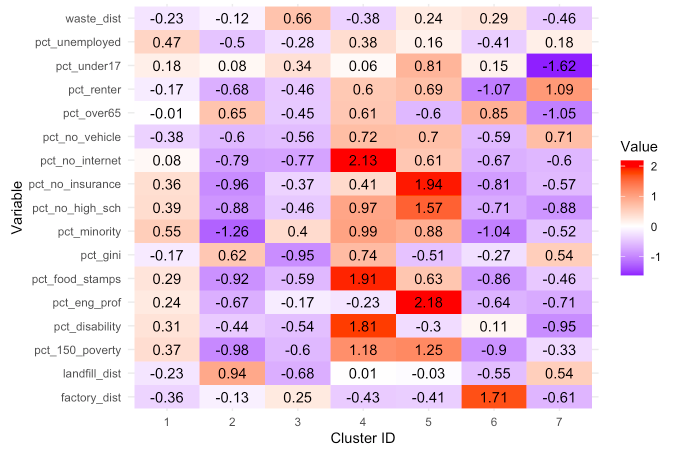 waste_dist -0.23 -0.12 0.66 -0.38 0.24 0.29 -0.46
pct_unemployed 0.47 -0.5 -0.28 0.38 0.16 -0.41 0.18
pct_under17 0.18 0.08 0.34 0.06 0.81 0.15 -1.62
pct_renter -0.17 -0.68 -0.46 0.6 0.69 -1.07 1.09
pct_over65 -0.01 0.65 -0.45 0.61 -0.6 0.85 -1.05
pct_no_vehicle -0.38 -0.6 -0.56 0.72 0.7 -0.59 0.71
pct_no_internet 0.08 -0.79 -0.77 2.13 0.61 -0.67 -0.6
pct_no_insurance 0.36 -0.96 -0.37 0.41 1.94 -0.81 -0.57
pct_no_high_sch 0.39 -0.88 -0.46 0.97 1.57 -0.71 -0.88
pct_minority 0.55 -1.26 0.4 0.99 0.88 -1.04 -0.52
pct_gini -0.17 0.62 -0.95 0.74 -0.51 -0.27 0.54
pct_food_stamps 0.29 -0.92 -0.59 1.91 0.63 -0.86 -0.46
pct_eng_prof 0.24 -0.67 -0.17 -0.23 2.18 -0.64 -0.71
pct_disability 0.31 -0.44 -0.54 1.81 -0.3 0.11 -0.95
pct_150_poverty 0.37 -0.98 -0.6 1.18 1.25 -0.9 -0.33
landfill_dist -0.23 0.94 -0.68 0.01 -0.03 -0.55 0.54
factory_dist -0.36 -0.13 0.25 -0.43 -0.41 1.71 -0.61
1 2 3 4 5 6 7
Cluster ID
Variable
Value
2
1
0
-1